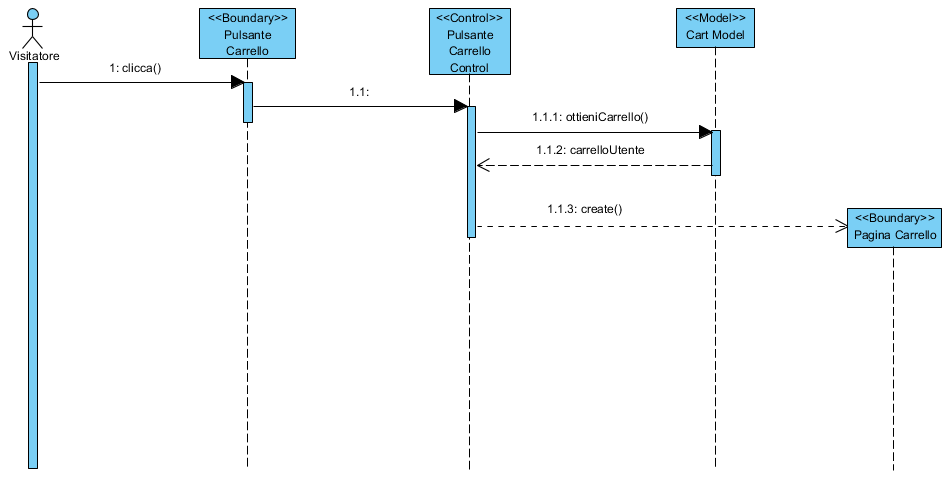 Visitatore
<<Boundary>>
Pulsante
Carrello
<<Control>>
Pulsante
Carrello
Control
<<Model>>
Cart Model
1: clicca()
1.1:
1.1.1: ottieniCarrello()
1.1.2: carrelloUtente
1.1.3: create()
<<Boundary>>
Pagina Carrello